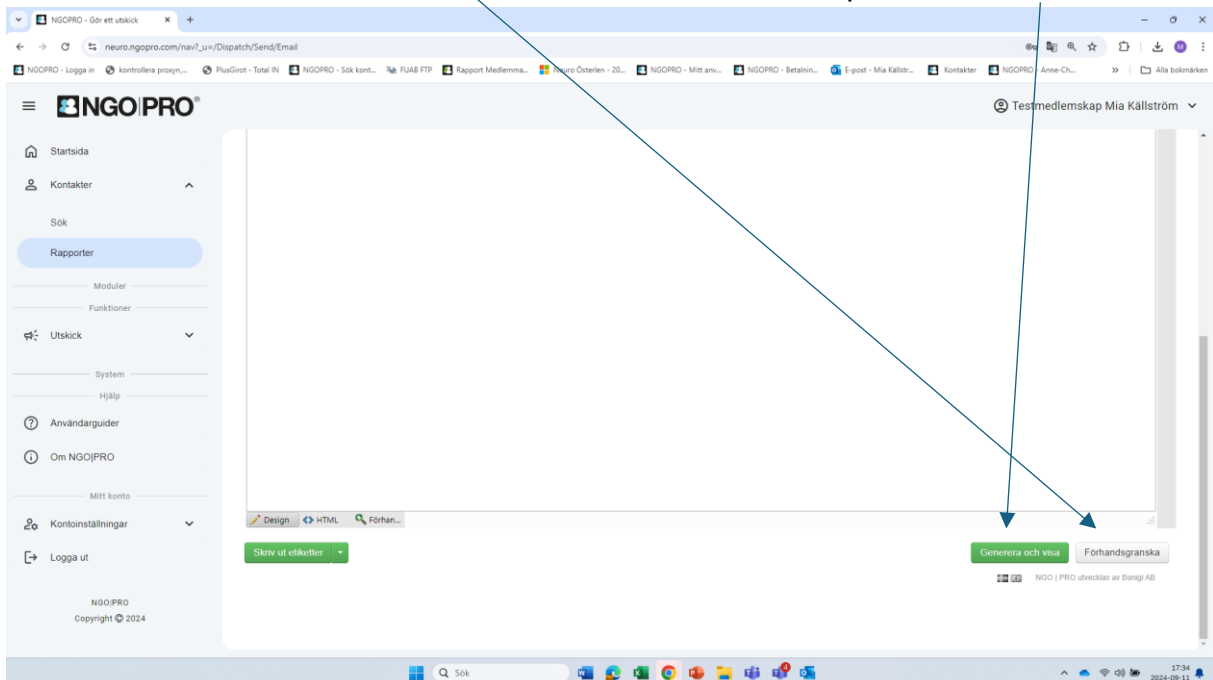 NGOPRO - Gör ett utskick
neuro.ngopro.com/nav?_u=/Dispatch/Send/Email
NGOPRO - Logga in kontrollera proxyn,... PlusGirot - Total IN NGOPRO - Sök kont... FUAB FTP Rapport Medlemma... Neuro Österlen - 20... NGOPRO - Mitt anv... NGOPRO - Betalnin... E-post - Mia Källstr... Kontakter NGOPRO - Anne-Ch... Alla bokmärken
NGO|PRO®
Testmedlemskap Mia Källström
Startsida
Kontakter
Sök
Rapporter
Moduler
Funktioner
Utskick
System
Hjälp
Användarguider
Om NGO|PRO
Mitt konto
Kontoinställningar
Design HTML Förhan...
Skriv ut etiketter
Generera och visa Förhandsgranska
Logga ut
NGO | PRO utvecklas av Bonigi AB
NGO|PRO
Copyright © 2024
Sök
4
17:34
2024-09-11